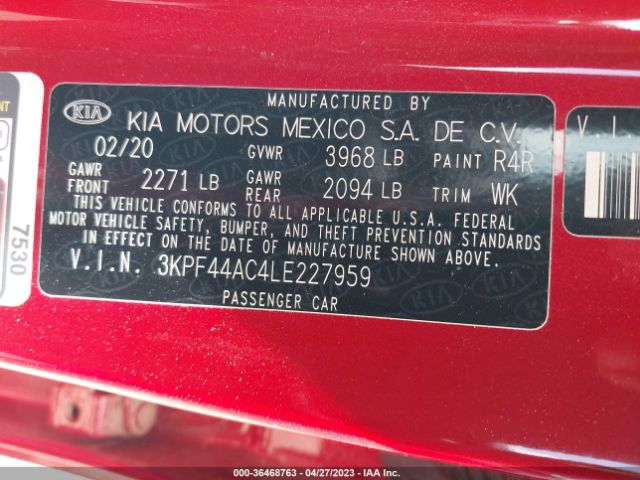 MANUFACTURED BY
KIA KIA MOTORS MEXICO S.A. DE C.V.
02/20 GVWR 3968 LB PAINT R4R
GAWR FRONT 2271 LB GAWR REAR 2094 LB TRIM WK
THIS VEHICLE CONFORMS TO ALL APPLICABLE U.S.A. FEDERAL
MOTOR VEHICLE SAFETY, BUMPER, AND THEFT PREVENTION STANDARDS
IN EFFECT ON THE DATE OF MANUFACTURE SHOWN ABOVE.
V.I.N. 3KPF44AC4LE227959
PASSENGER CAR
7530
V.I
000-36468763 / 04/27/2023 / IAA Inc.